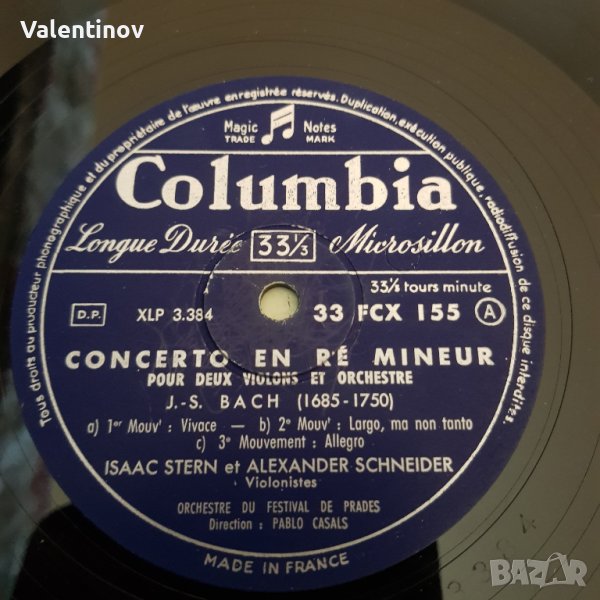 Valentinov
Tous droits du producteur phonographique et du propriétaire de l'œuvre enregistrée réservés. Duplication, exécution publique, radiodiffusion de ce disque interdites.
Magic Notes
TRADE MARK
Columbia
Longue Durée 33⅓ Microsillon
33⅓ tours minute
D.P. XLP 3.384 33 FCX 155 A
CONCERTO EN RÉ MINEUR
POUR DEUX VIOLONS ET ORCHESTRE
J.-S. BACH (1685-1750)
a) 1er Mouvt : Vivace — b) 2e Mouvt : Largo, ma non tanto
c) 3e Mouvement : Allegro
ISAAC STERN et ALEXANDER SCHNEIDER
Violonistes
ORCHESTRE DU FESTIVAL DE PRADES
Direction : PABLO CASALS
MADE IN FRANCE
BAZAR